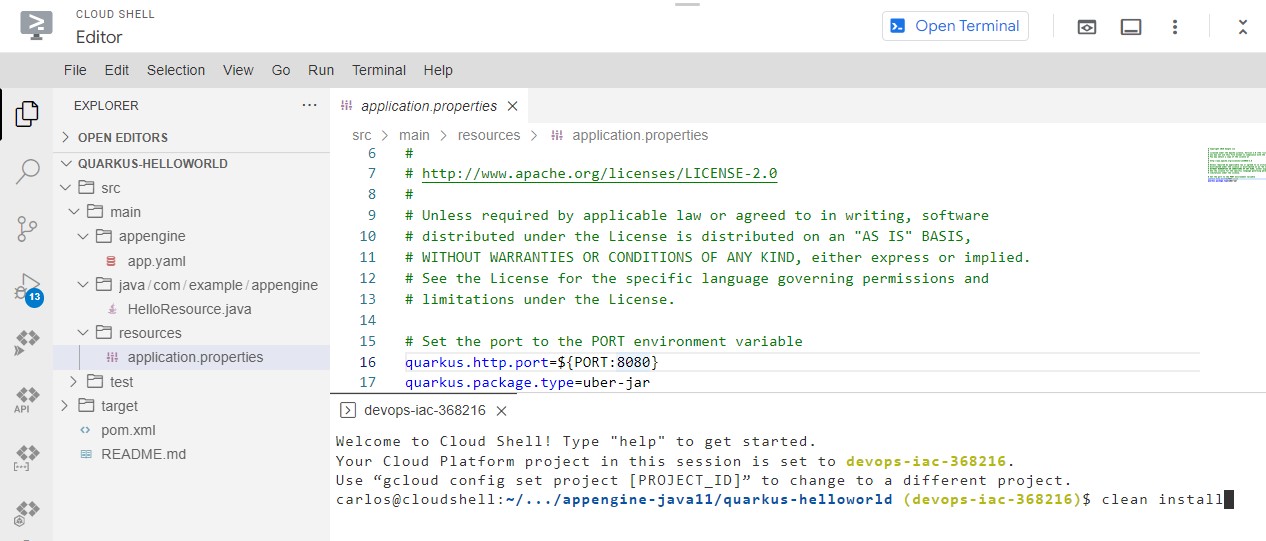 CLOUD SHELL
Editor
Open Terminal
File Edit Selection View Go Run Terminal Help
EXPLORER
OPEN EDITORS
QUARKUS-HELLOWORLD
src
main
appengine
app.yaml
java/com/example/appengine
HelloResource.java
resources
application.properties
test
target
pom.xml
README.md
13
API
application.properties
src > main > resources > application.properties
6 #
7 # http://www.apache.org/licenses/LICENSE-2.0
8 #
9 # Unless required by applicable law or agreed to in writing, software
10 # distributed under the License is distributed on an "AS IS" BASIS,
11 # WITHOUT WARRANTIES OR CONDITIONS OF ANY KIND, either express or implied.
12 # See the License for the specific language governing permissions and
13 # limitations under the License.
14
15 # Set the port to the PORT environment variable
16 quarkus.http.port=${PORT:8080}
17 quarkus.package.type=uber-jar
devops-iac-368216
Welcome to Cloud Shell! Type "help" to get started.
Your Cloud Platform project in this session is set to devops-iac-368216.
Use “gcloud config set project [PROJECT_ID]” to change to a different project.
carlos@cloudshell:~/.../appengine-java11/quarkus-helloworld (devops-iac-368216)$ clean install